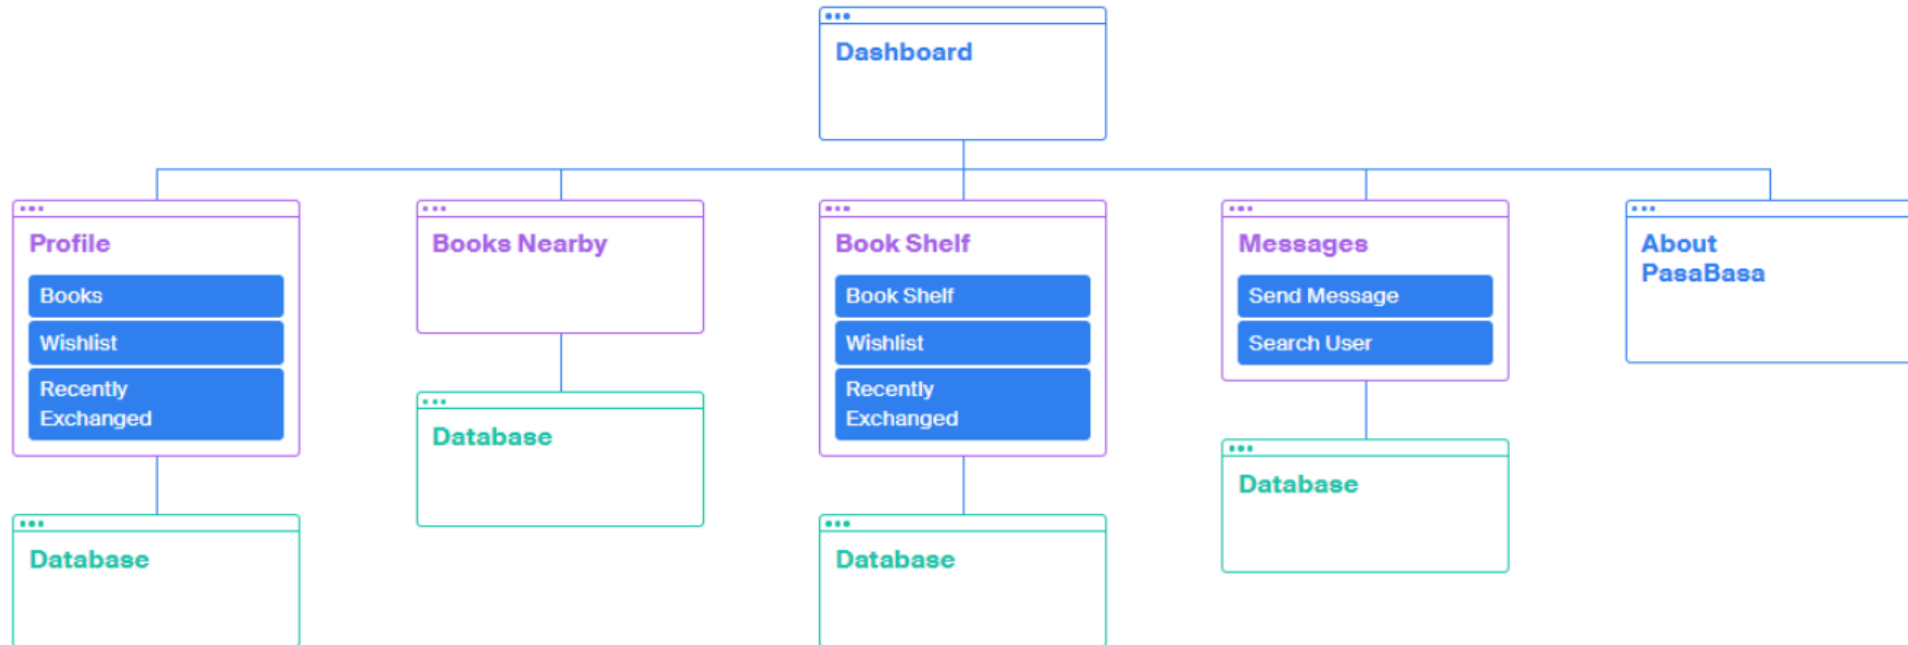 Dashboard
Profile
Books
Wishlist
Recently
Exchanged
Database
Books Nearby
Database
Book Shelf
Book Shelf
Wishlist
Recently
Exchanged
Database
Messages
Send Message
Search User
Database
About
PasaBasa